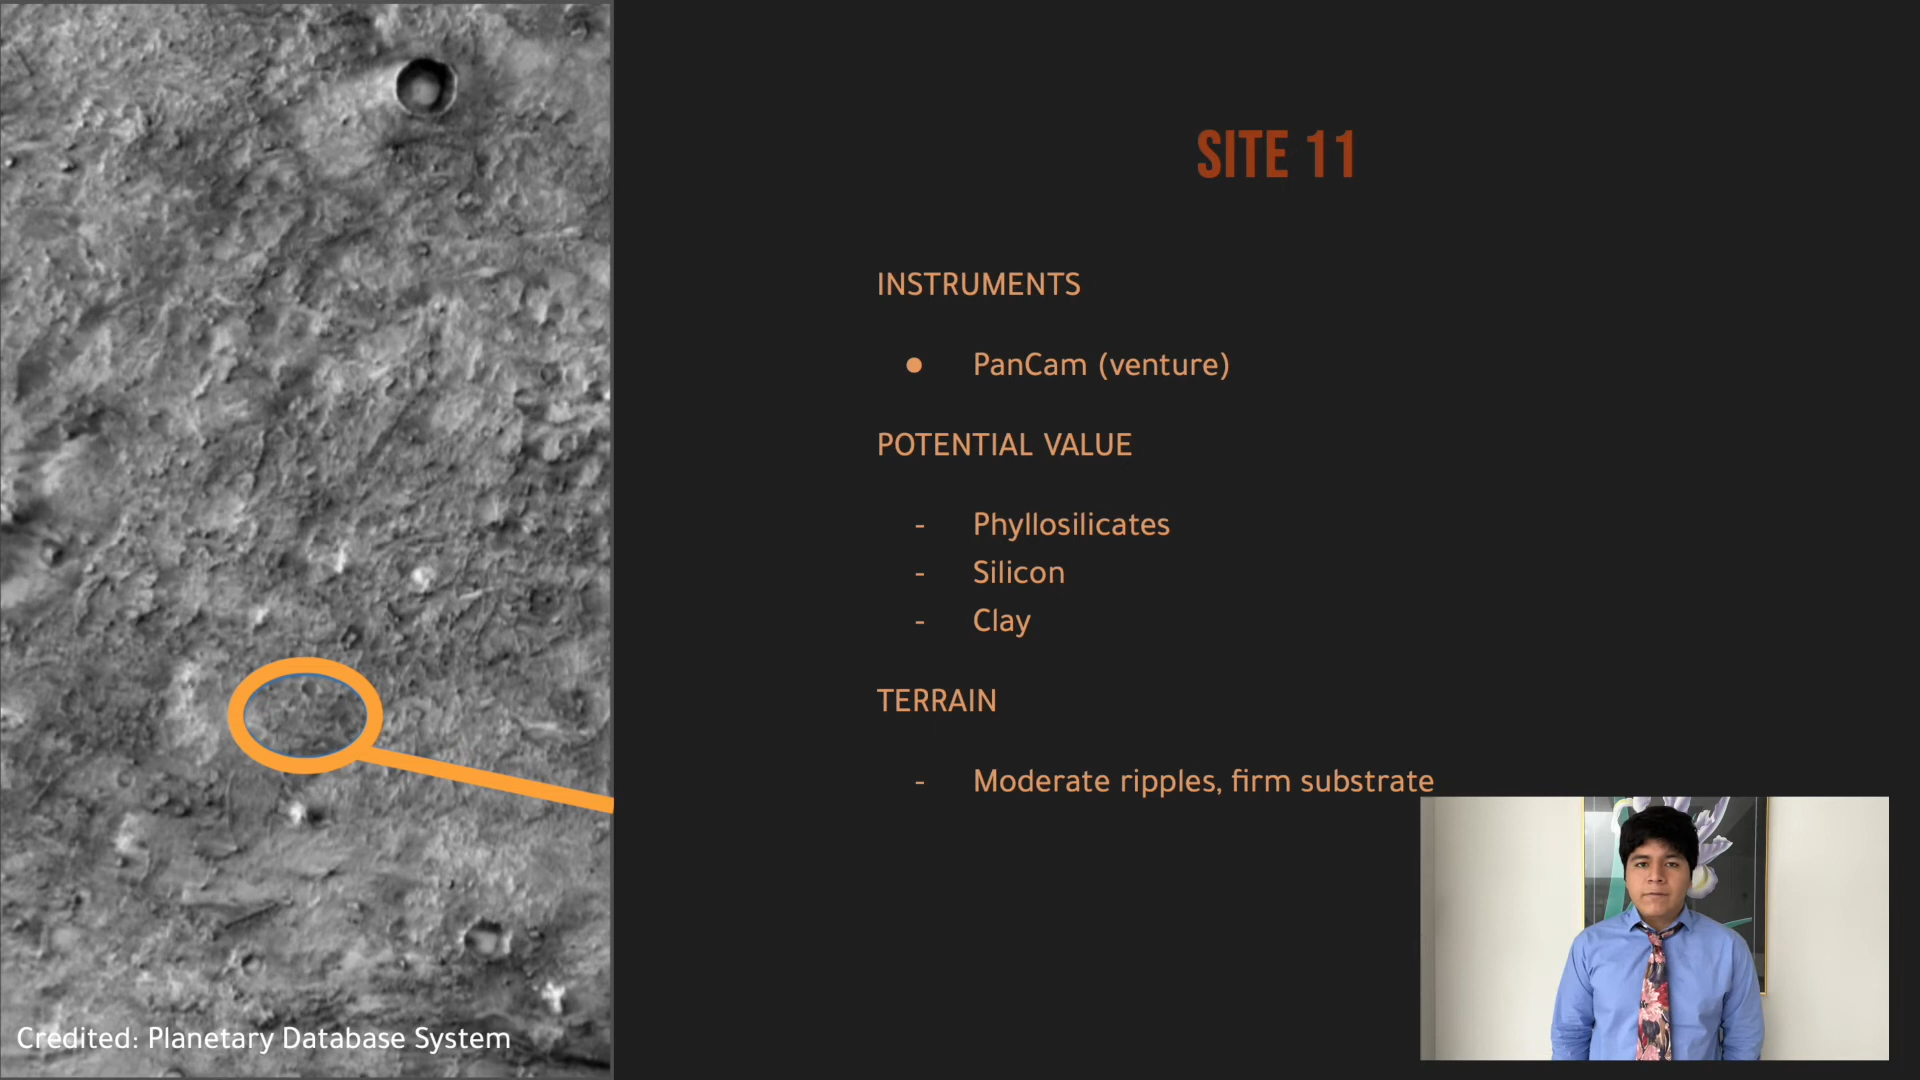 SITE 11
INSTRUMENTS
● PanCam (venture)
POTENTIAL VALUE
- Phyllosilicates
- Silicon
- Clay
TERRAIN
- Moderate ripples, firm substrate
Credited: Planetary Database System